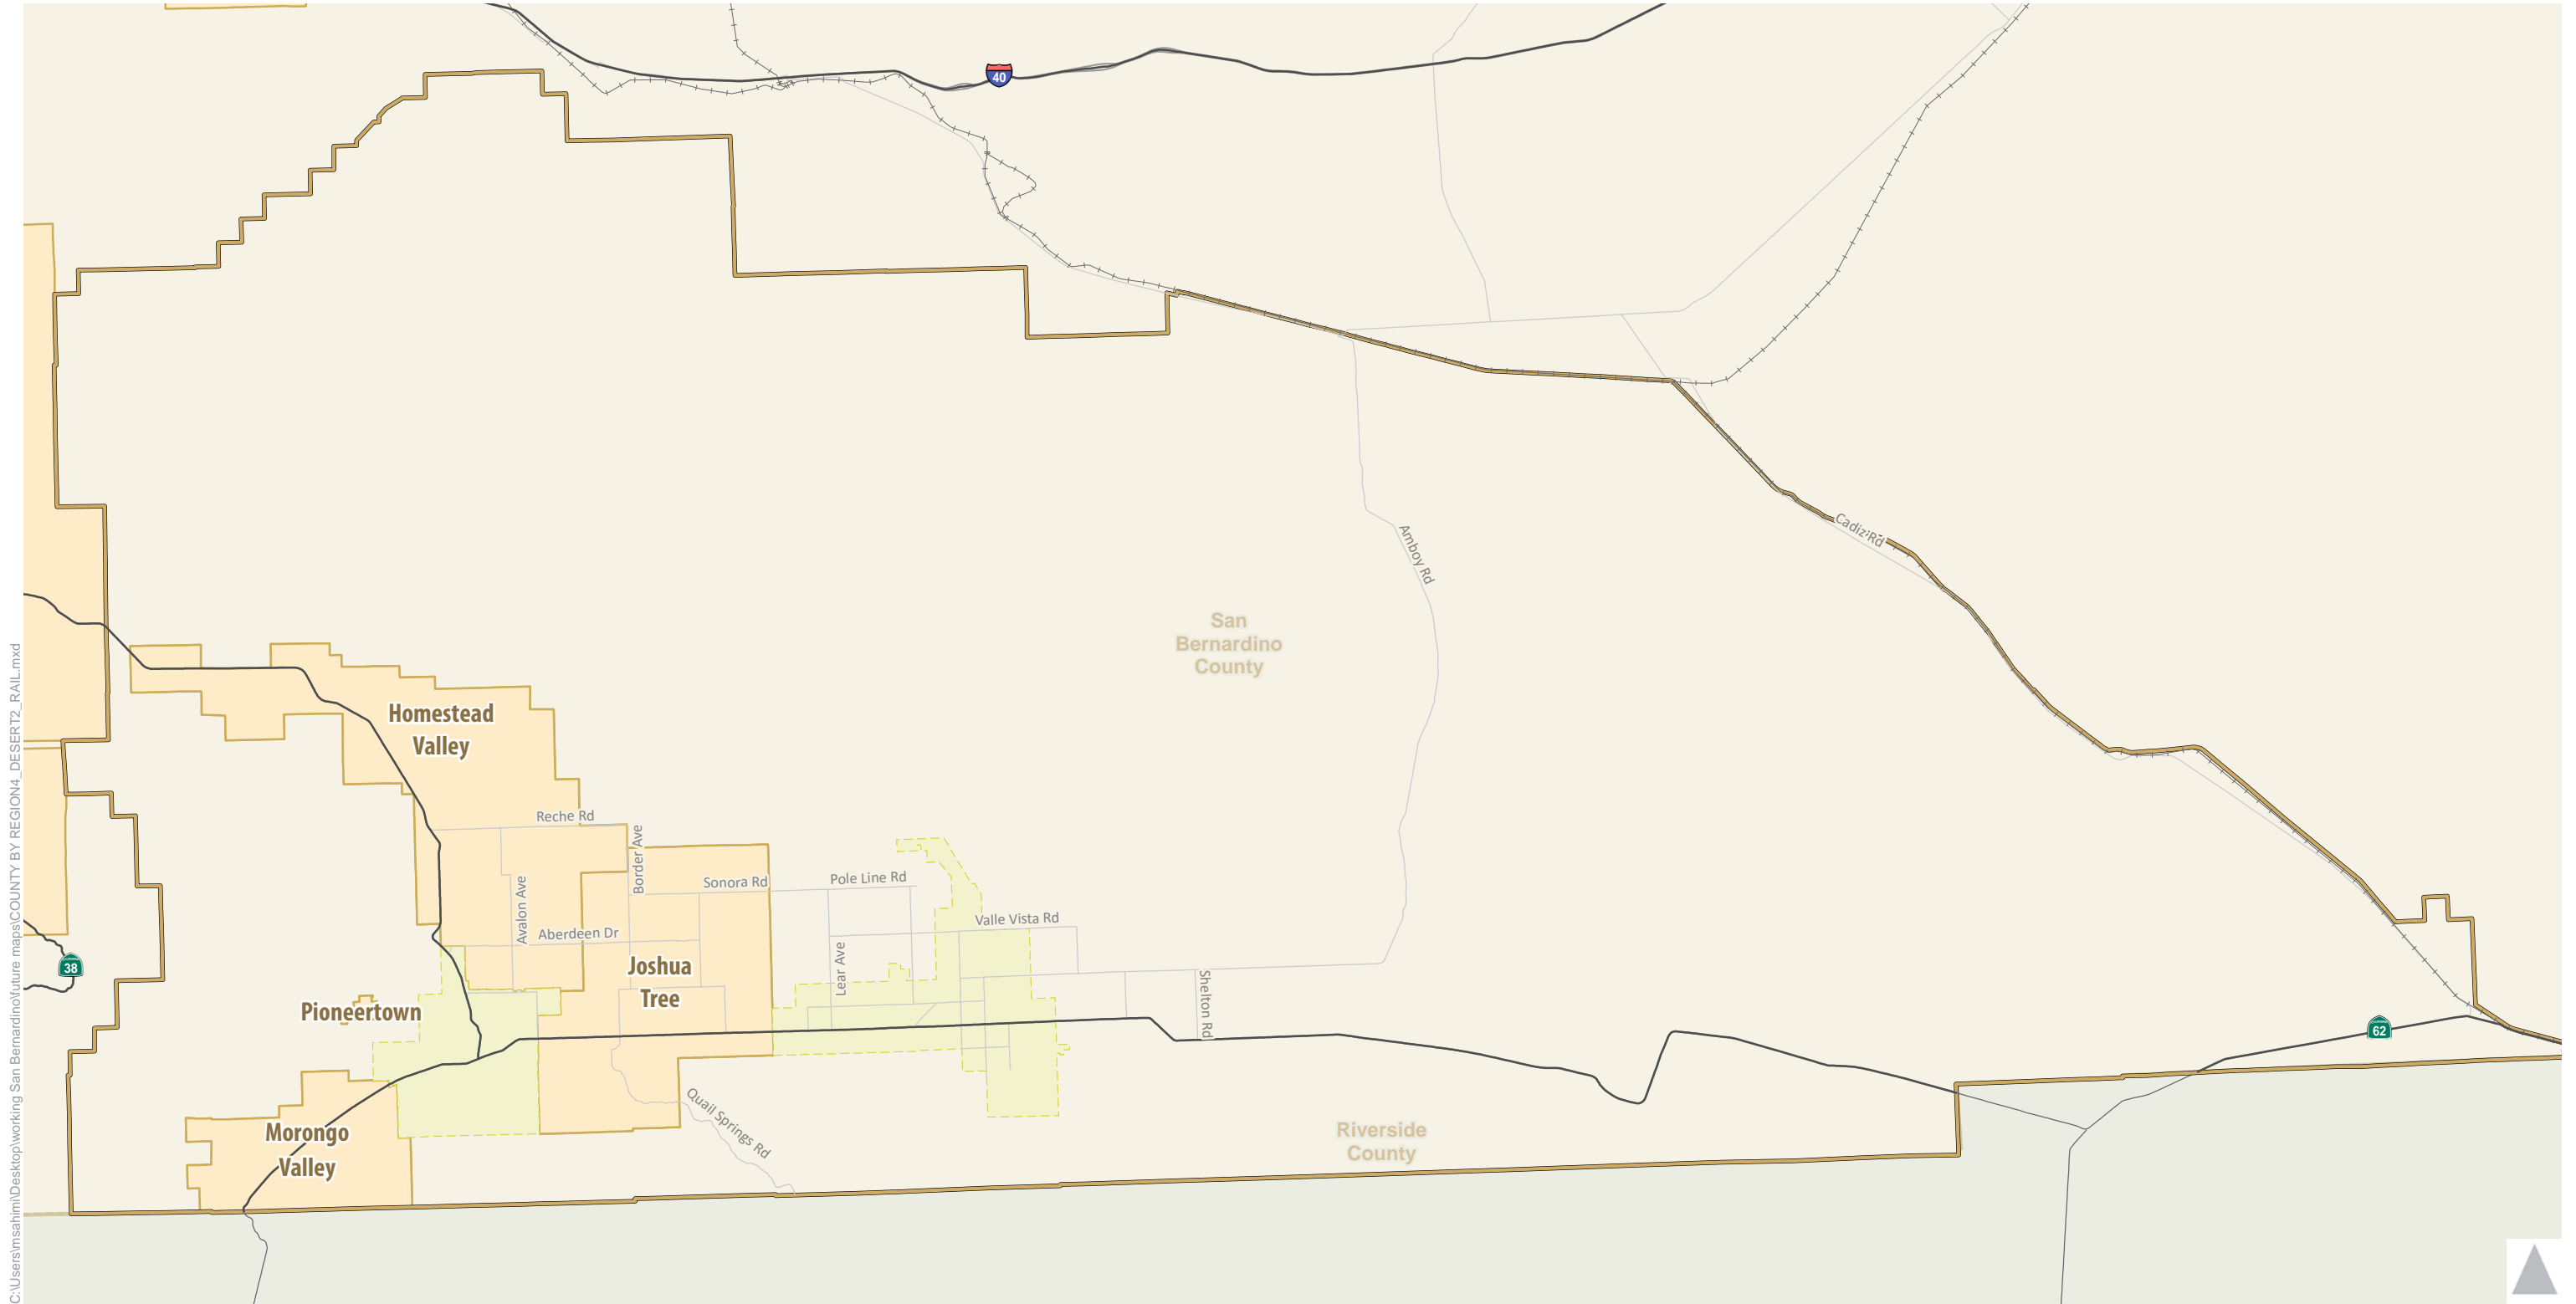 40
Cadiz Rd
Amboy Rd
San
Bernardino
County
Homestead
Valley
Reche Rd
Border Ave
Avalon Ave
Sonora Rd
Pole Line Rd
Valle Vista Rd
Aberdeen Dr
Lear Ave
Joshua
Tree
38
Shelton Rd
Pioneertown
62
Quail Springs Rd
Morongo
Valley
Riverside
County
C:\Users\msahimi\Desktop\working San Bernardino\future maps\COUNTY BY REGION4_DESERT2_RAIL.mxd